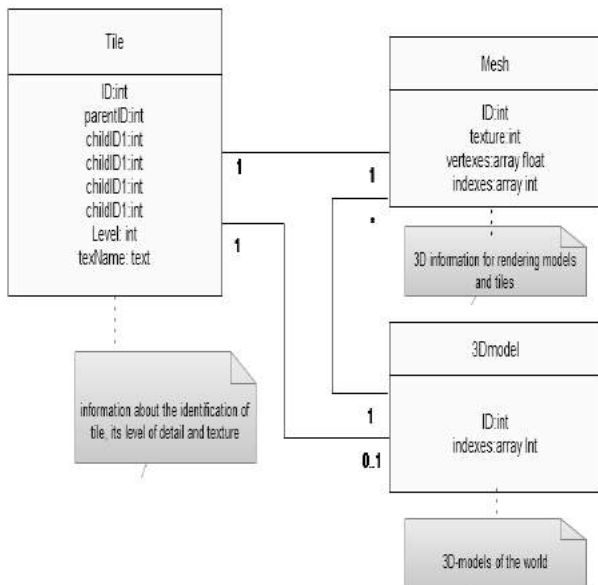 Tile
ID:int
parentID:int
childID1:int
childID1:int
childID1:int
childID1:int
Level: int
texName: text
1
1
information about the identification of
tile, its level of detail and texture
Mesh
ID:int
texture:int
vertexes:array float
indexes:array int
1
*
3D information for rendering models
and tiles
3Dmodel
ID:int
indexes:array Int
1
0..1
3D-models of the world